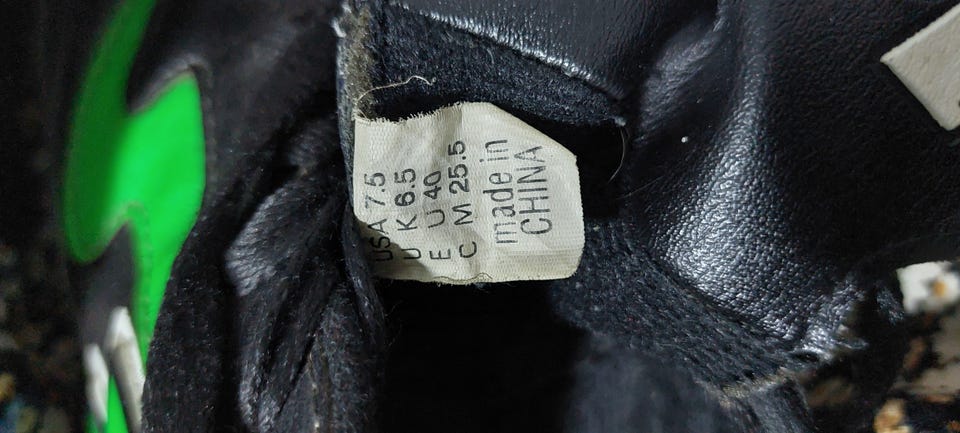 USA 7.5
U K 6.5
E U 40
C M 25.5
made in
CHINA